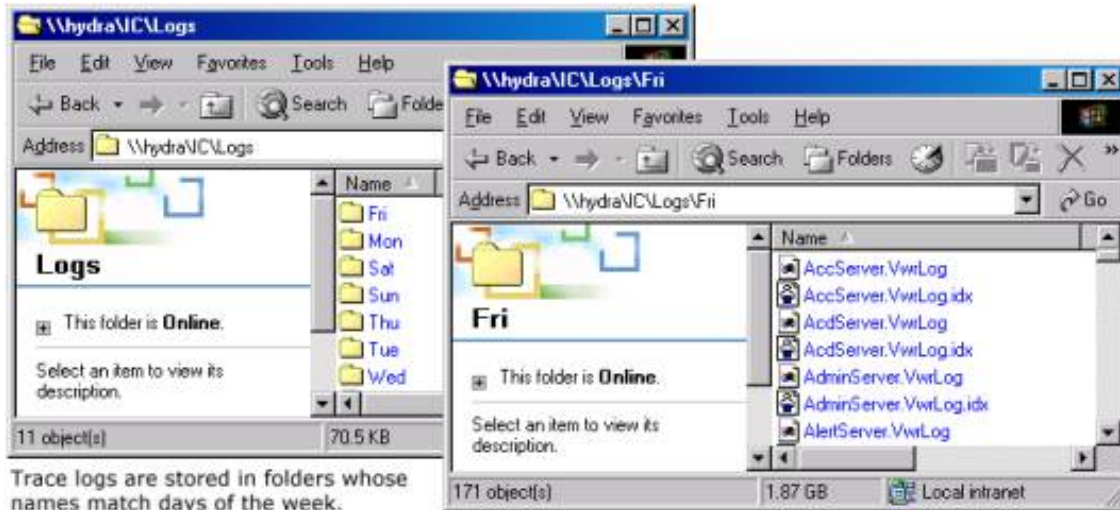 \\hydra\IC\Logs
File Edit View Favorites Tools Help
Back Search Folde
Address \\hydra\IC\Logs
Logs
This folder is Online.
Select an item to view its
description.
Name
Fri
Mon
Sat
Sun
Thu
Tue
Wed
11 object(s) 70.5 KB
Trace logs are stored in folders whose
names match days of the week.
\\hydra\IC\Logs\Fri
File Edit View Favorites Tools Help
Back Search Folders »
Address \\hydra\IC\Logs\Fri Go
Fri
This folder is Online.
Select an item to view its
description.
Name
AccServer.VwrLog
AccServer.VwrLog.idx
AcdServer.VwrLog
AcdServer.VwrLog.idx
AdminServer.VwrLog
AdminServer.VwrLog.idx
AlertServer.VwrLog
171 object(s) 1.87 GB Local intranet